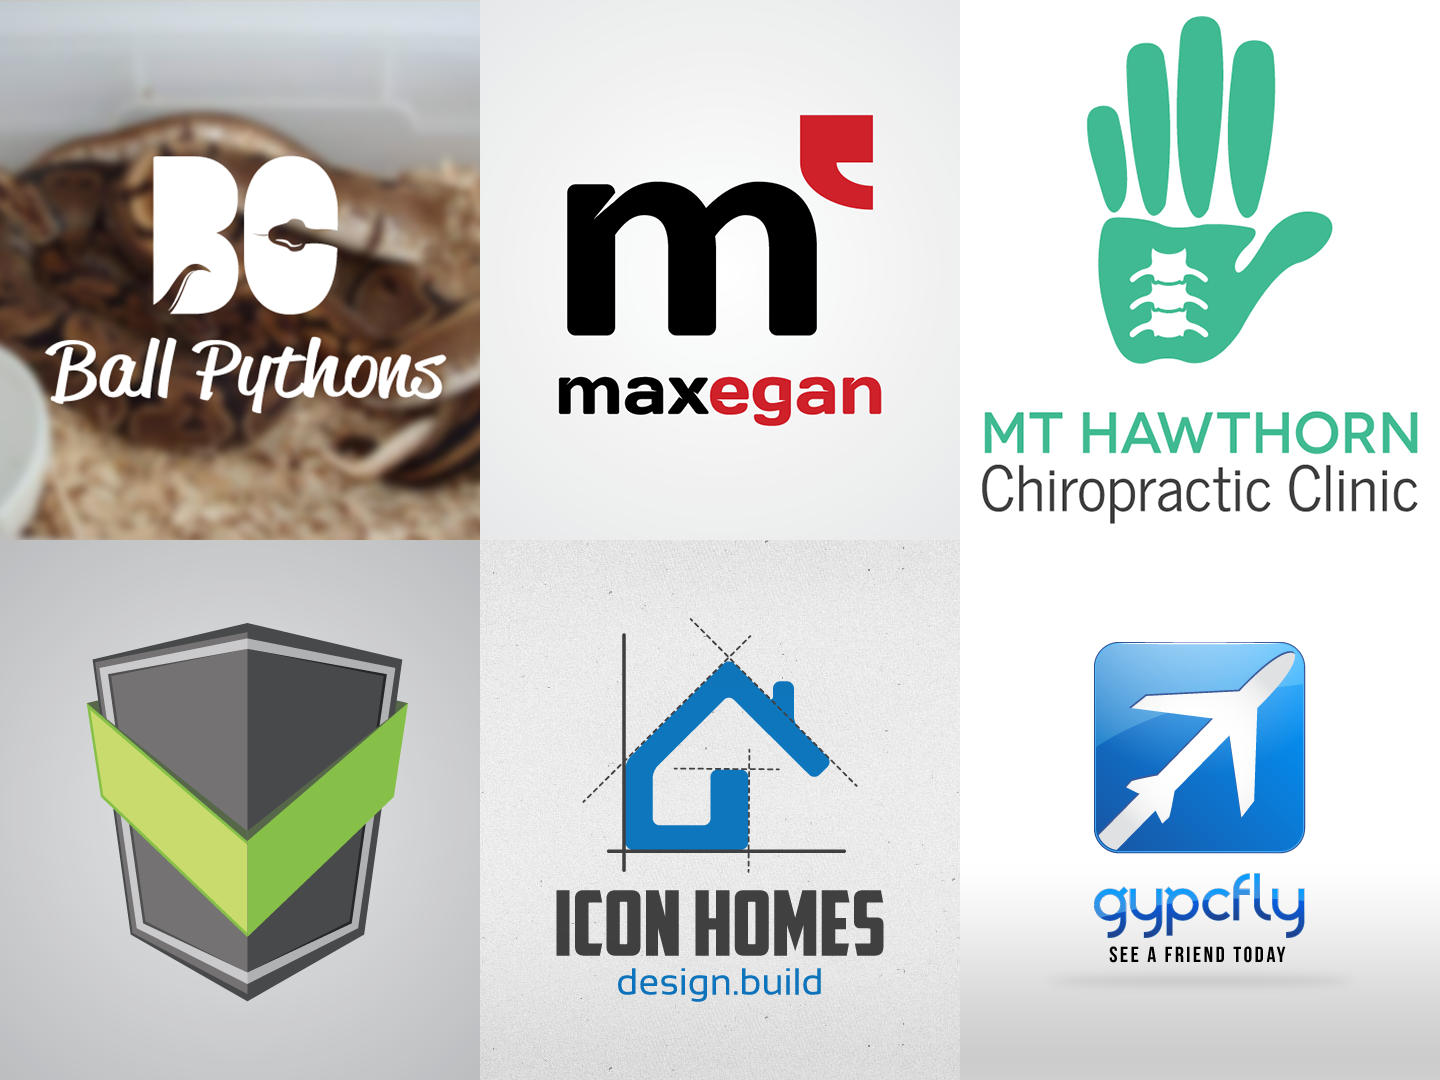 BC
Ball Pythons
m
maxegan
MT HAWTHORN
Chiropractic Clinic
ICON HOMES
design.build
gypcfly
SEE A FRIEND TODAY